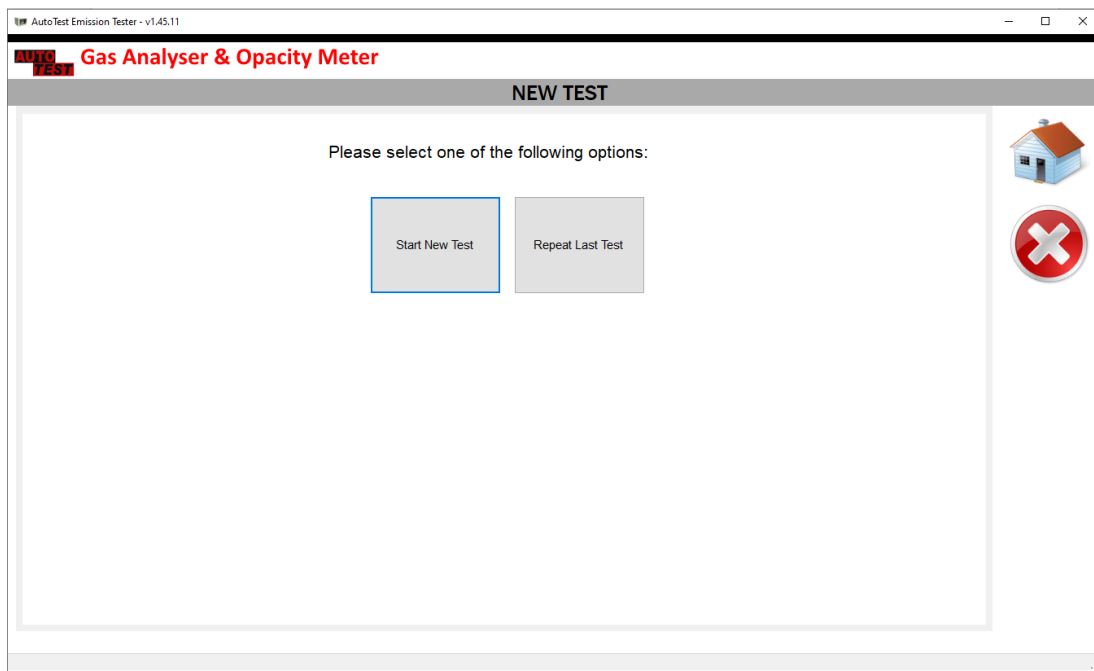 AutoTest Emission Tester - v1.45.11
AUTO
TEST
Gas Analyser & Opacity Meter
NEW TEST
Please select one of the following options:
Start New Test
Repeat Last Test